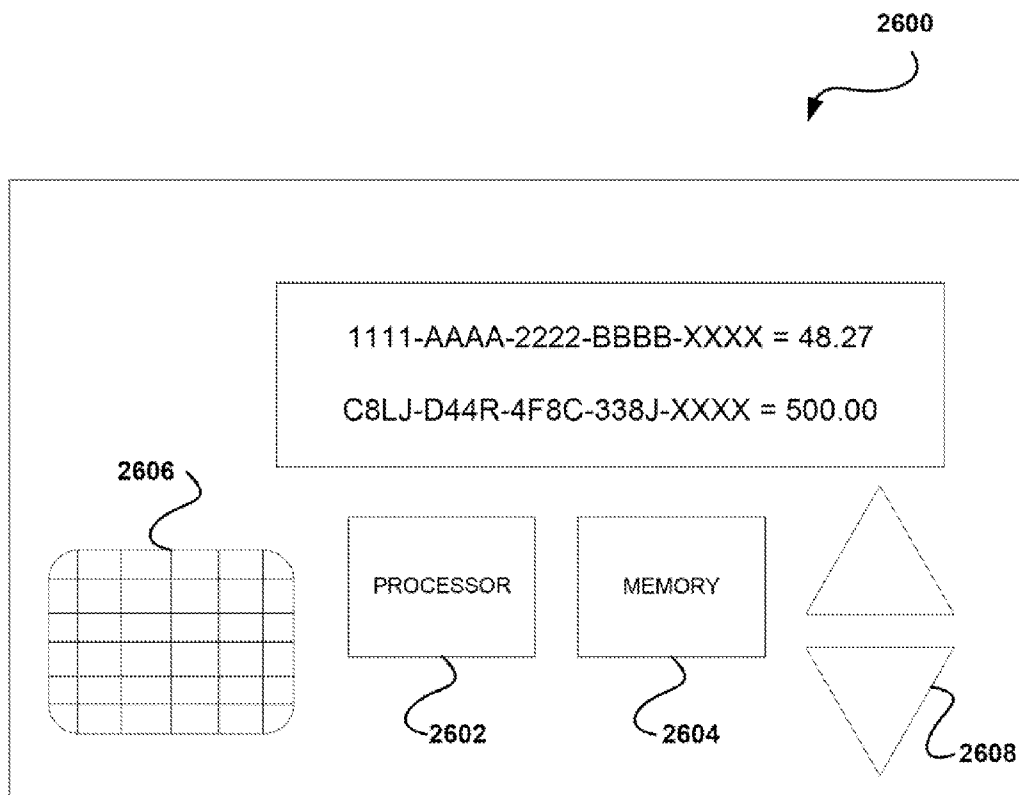 2600
1111-AAAA-2222-BBBB-XXXX = 48.27
C8LJ-D44R-4F8C-338J-XXXX = 500.00
2606
PROCESSOR
MEMORY
2602
2604
2608